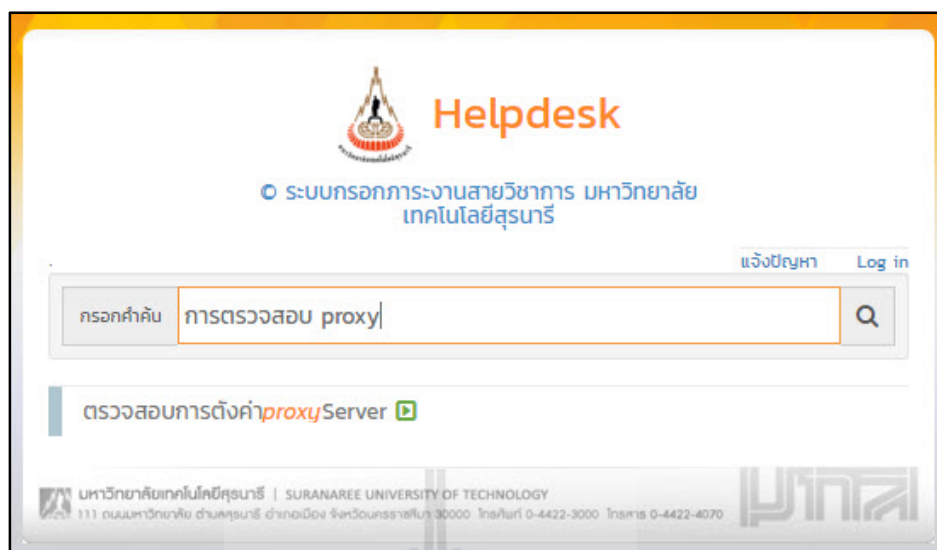 Helpdesk
© ระบบกรอกภาระงานสายวิชาการ มหาวิทยาลัย
เทคโนโลยีสุรนารี
แจ้งปัญหา Log in
กรอกคำค้น การตรวจสอบ proxy
ตรวจสอบการตั้งค่าproxyServer
มหาวิทยาลัยเทคโนโลยีสุรนารี | SURANAREE UNIVERSITY OF TECHNOLOGY
111 ถนนมหาวิทยาลัย ตำบลสุรนารี อำเภอเมือง จังหวัดนครราชสีมา 30000 โทรศัพท์ 0-4422-3000 โทรสาร 0-4422-4070
มทส